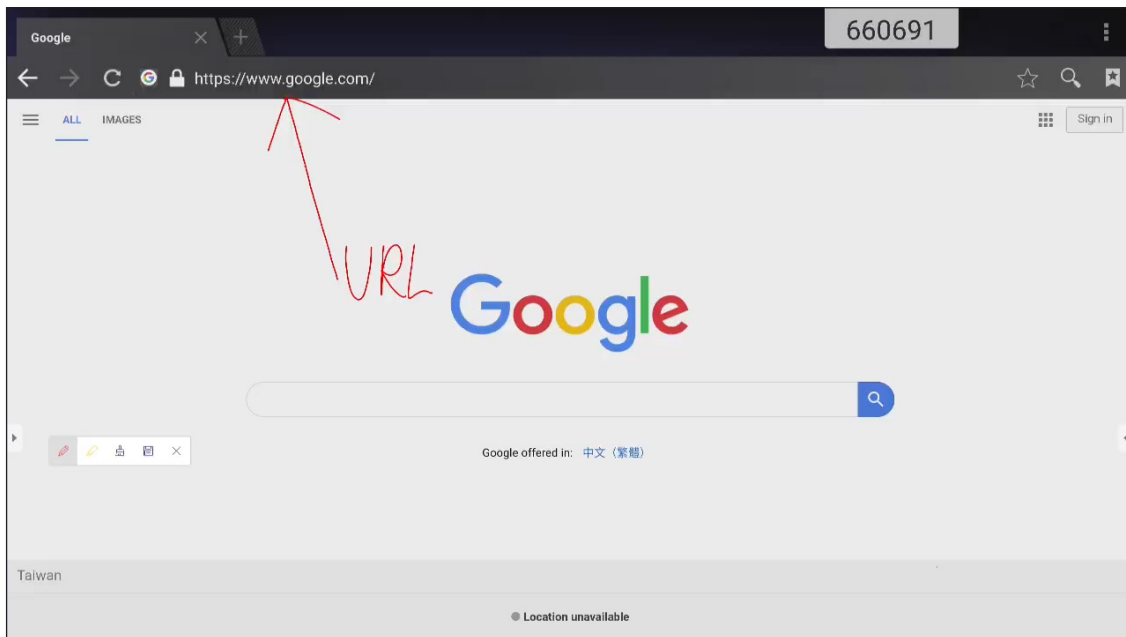 Google
660691
https://www.google.com/
ALL IMAGES
Sign in
URL
Google
Google offered in: 中文 (繁體)
Taiwan
Location unavailable